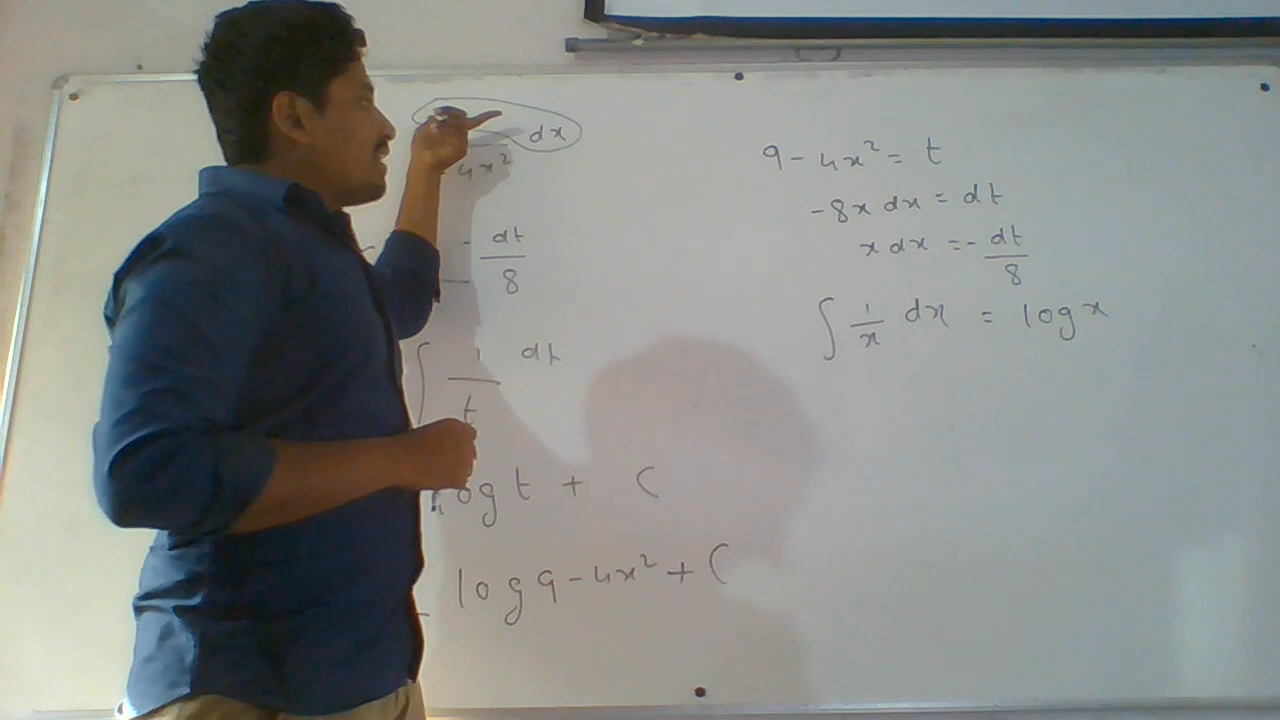 dx
4x²
- dt/8
∫ 1/t dt
log t + C
log 9 - 4x² + C
9 - 4x² = t
-8x dx = dt
x dx = - dt/8
∫ 1/x dx = log x